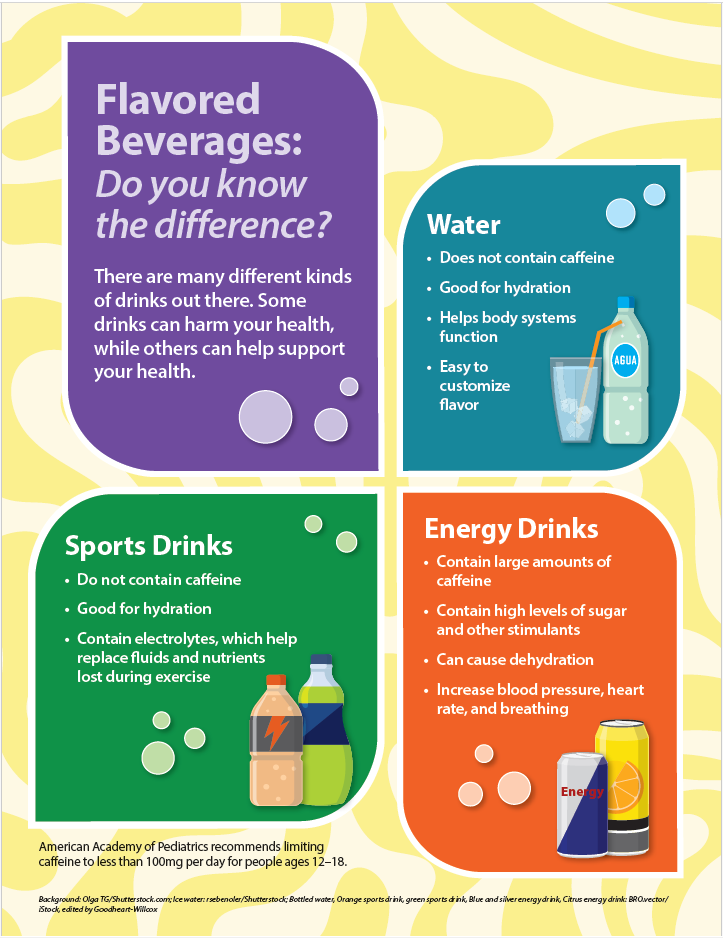 Flavored
Beverages:
Do you know
the difference?
There are many different kinds
of drinks out there. Some
drinks can harm your health,
while others can help support
your health.
Water
• Does not contain caffeine
• Good for hydration
• Helps body systems
function
• Easy to
customize
flavor
AGUA
Sports Drinks
• Do not contain caffeine
• Good for hydration
• Contain electrolytes, which help
replace fluids and nutrients
lost during exercise
Energy Drinks
• Contain large amounts of
caffeine
• Contain high levels of sugar
and other stimulants
• Can cause dehydration
• Increase blood pressure, heart
rate, and breathing
Energy
American Academy of Pediatrics recommends limiting
caffeine to less than 100mg per day for people ages 12–18.
Background: Olga TG/Shutterstock.com; Ice water: rsebenoler/Shutterstock; Bottled water, Orange sports drink, green sports drink, Blue and silver energy drink, Citrus energy drink: BRO.vector/
iStock, edited by Goodheart-Willcox